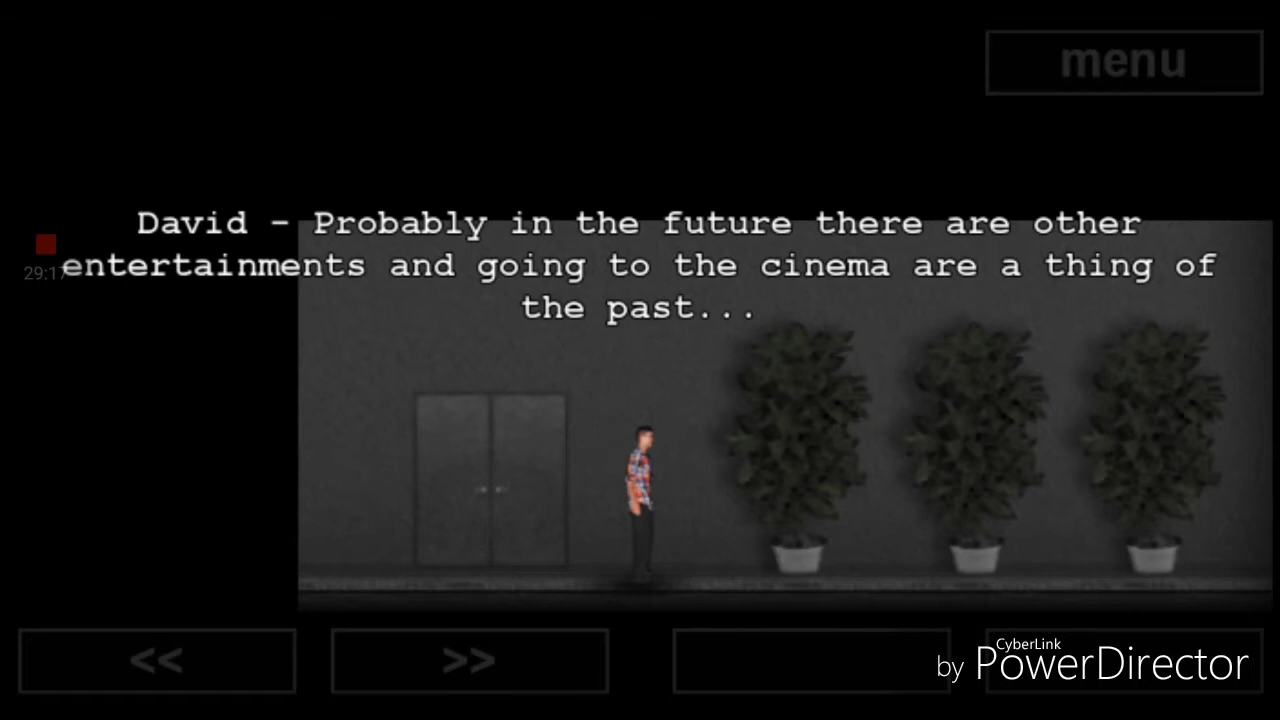 menu
David - Probably in the future there are other
entertainments and going to the cinema are a thing of
the past...
29:17
<< >>
CyberLink
by PowerDirector